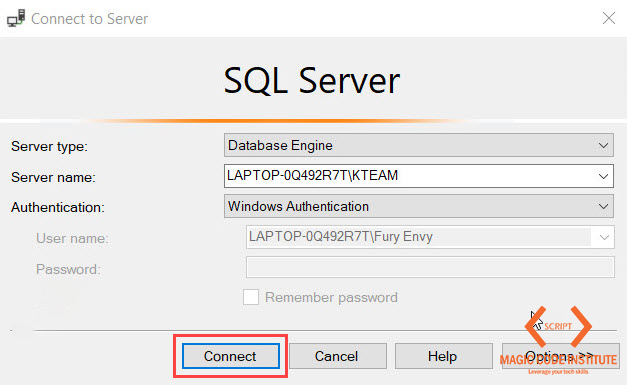 Connect to Server
SQL Server
Server type: Database Engine
Server name: LAPTOP-0Q492R7T\KTEAM
Authentication: Windows Authentication
User name: LAPTOP-0Q492R7T\Fury Envy
Password:
Remember password
SCRIPT
Connect Cancel Help Options >>
MAGIC DUDE INSTITUTE
Leverage your tech skills